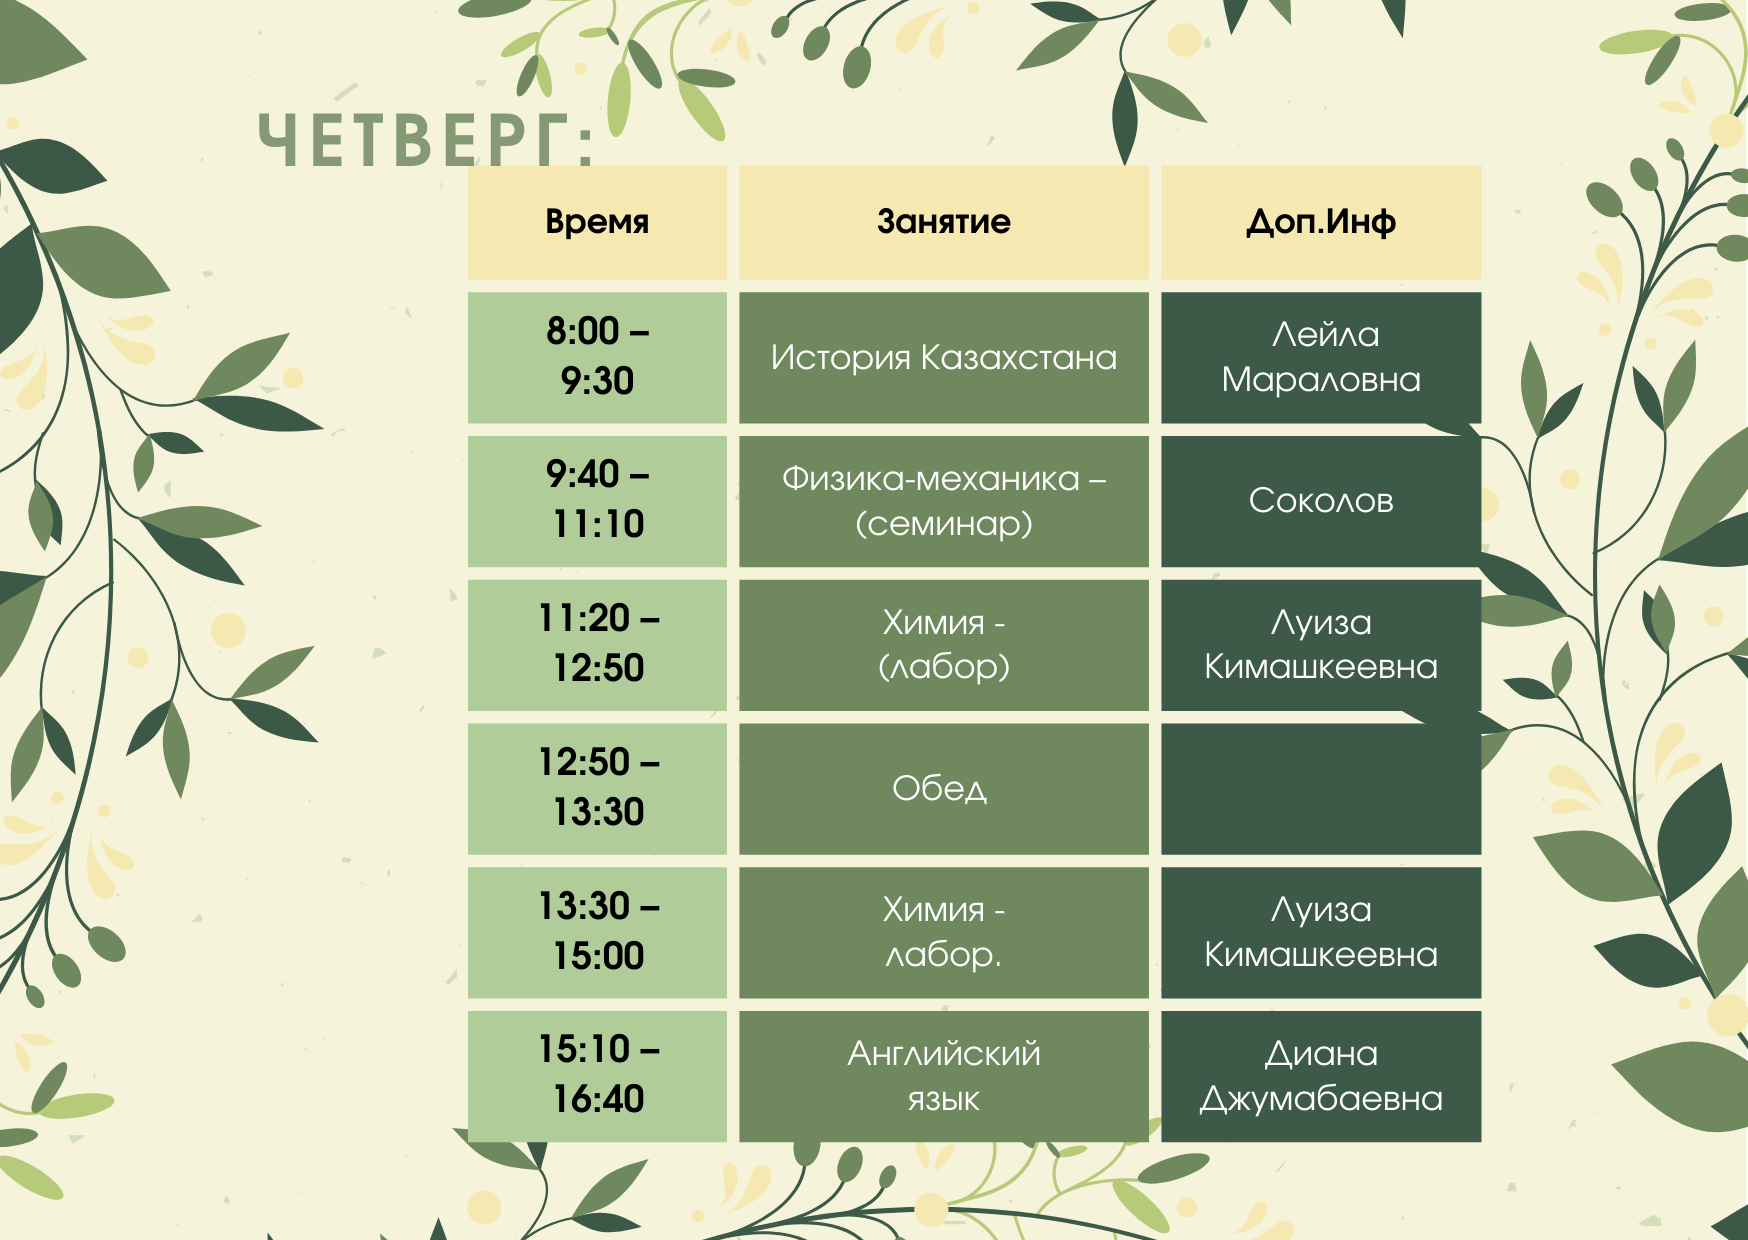 ЧЕТВЕРГ:
Время
Занятие
Доп.Инф
8:00 –
9:30
История Казахстана
Лейла
Мараловна
9:40 –
11:10
Физика-механика –
(семинар)
Соколов
11:20 –
12:50
Химия -
(лабор)
Луиза
Кимашкеевна
12:50 –
13:30
Обед
13:30 –
15:00
Химия -
лабор.
Луиза
Кимашкеевна
15:10 –
16:40
Английский
язык
Диана
Джумабаевна